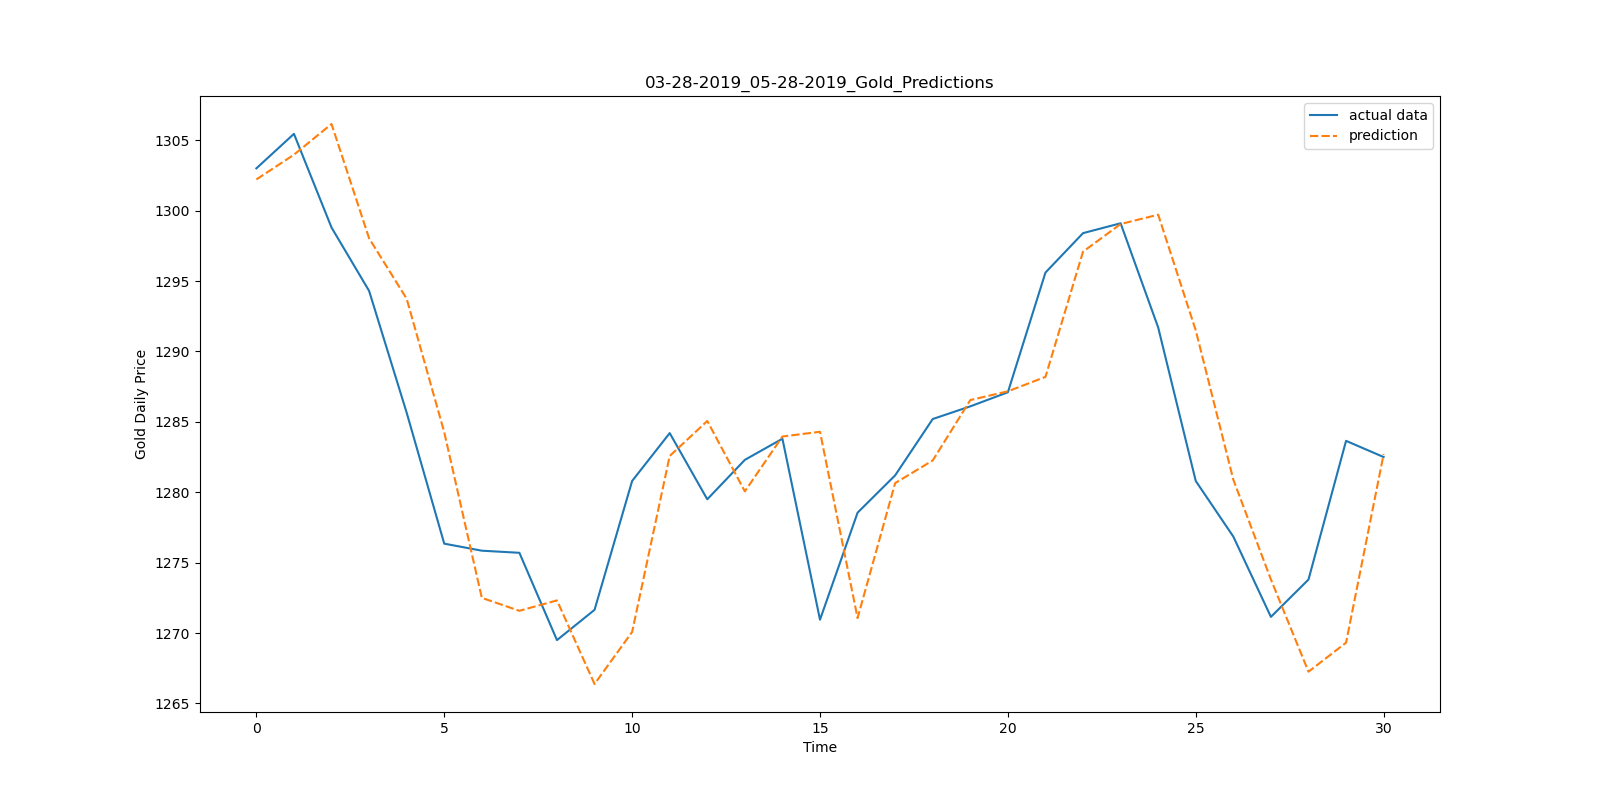 03-28-2019_05-28-2019_Gold_Predictions
actual data
prediction
Gold Daily Price
1305
1300
1295
1290
1285
1280
1275
1270
1265
0 5 10 15 20 25 30
Time